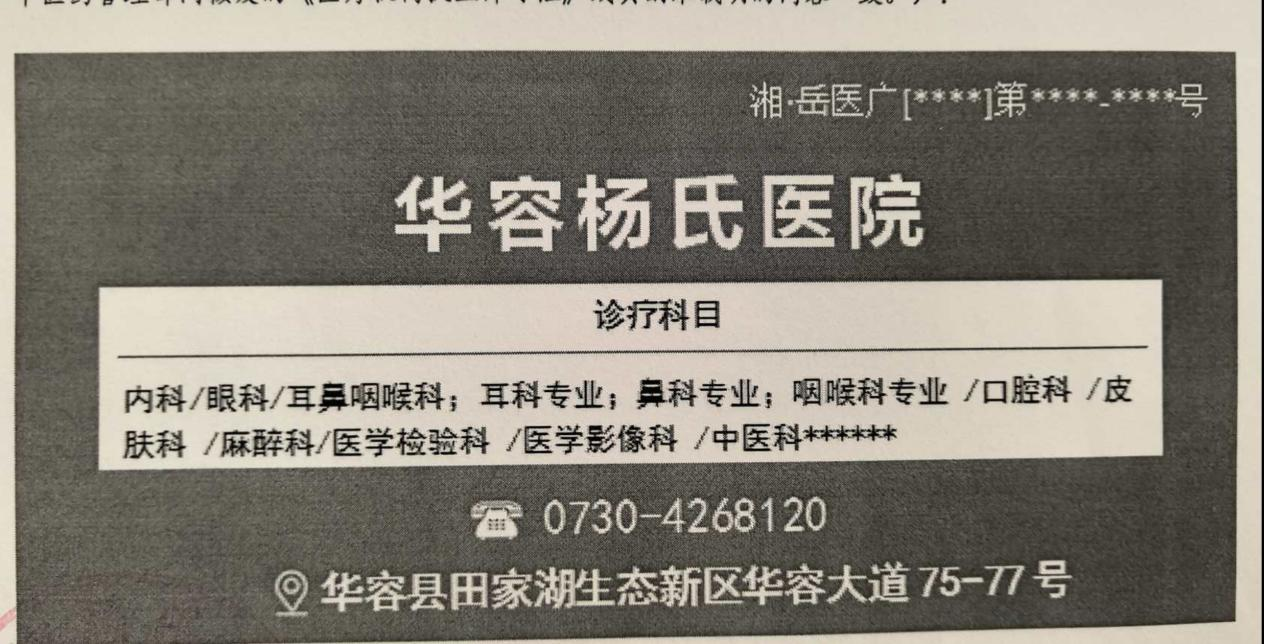 湘·岳医广[****]第****-****号
华容杨氏医院
诊疗科目
内科/眼科/耳鼻咽喉科；耳科专业；鼻科专业；咽喉科专业 /口腔科 /皮
肤科 /麻醉科/医学检验科 /医学影像科 /中医科******
0730-4268120
华容县田家湖生态新区华容大道75-77号